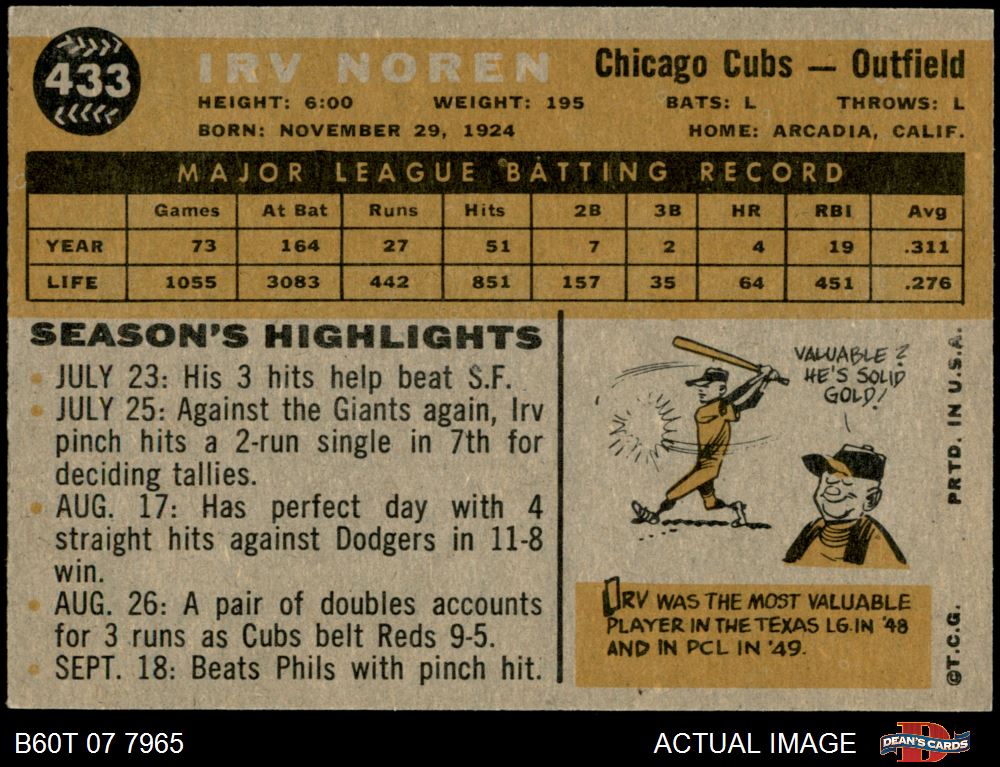 433
IRV NOREN
Chicago Cubs — Outfield
HEIGHT: 6:00 WEIGHT: 195 BATS: L THROWS: L
BORN: NOVEMBER 29, 1924 HOME: ARCADIA, CALIF.
MAJOR LEAGUE BATTING RECORD
Games At Bat Runs Hits 2B 3B HR RBI Avg
YEAR 73 164 27 51 7 2 4 19 .311
LIFE 1055 3083 442 851 157 35 64 451 .276
SEASON'S HIGHLIGHTS
JULY 23: His 3 hits help beat S.F.
JULY 25: Against the Giants again, Irv
pinch hits a 2-run single in 7th for
deciding tallies.
AUG. 17: Has perfect day with 4
straight hits against Dodgers in 11-8
win.
AUG. 26: A pair of doubles accounts
for 3 runs as Cubs belt Reds 9-5.
SEPT. 18: Beats Phils with pinch hit.
VALUABLE?
HE'S SOLID
GOLD!
IRV WAS THE MOST VALUABLE
PLAYER IN THE TEXAS LG. IN '48
AND IN PCL IN '49.
PRTD. IN U.S.A.
©T.C.G.
B60T 07 7965
ACTUAL IMAGE
DEAN'S CARDS